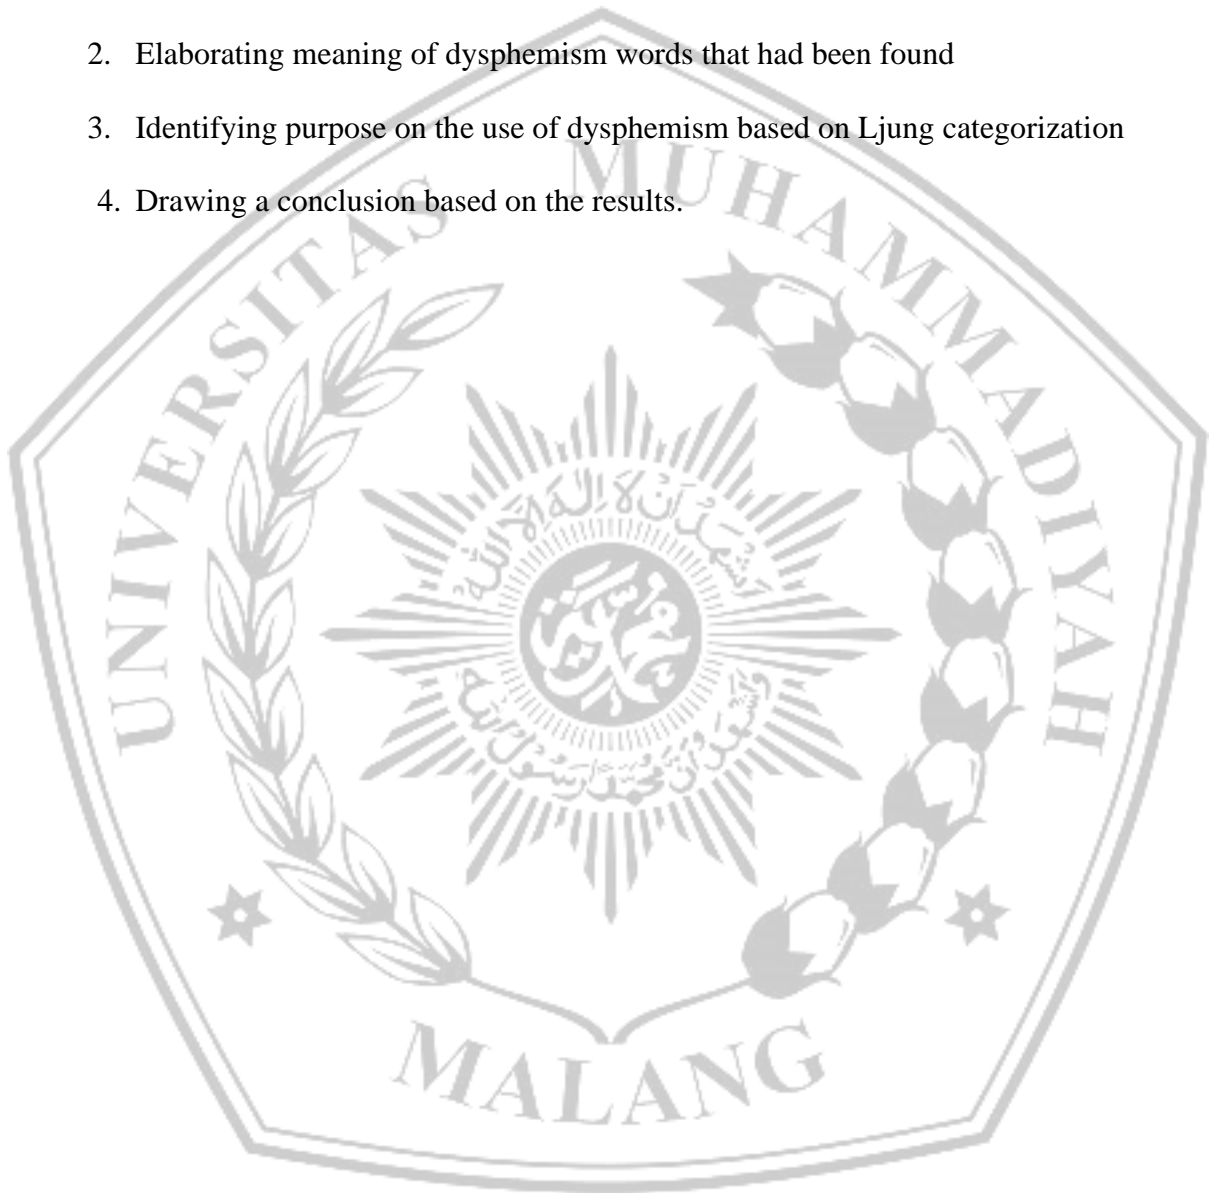 2. Elaborating meaning of dysphemism words that had been found
3. Identifying purpose on the use of dysphemism based on Ljung categorization
4. Drawing a conclusion based on the results.
UNIVERSITAS MUHAMMADIYAH
MALANG